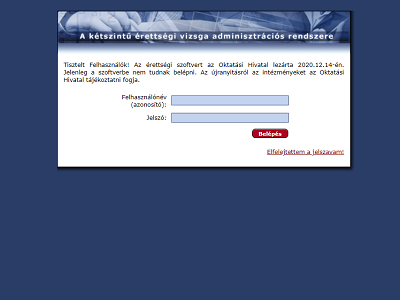 A kétszintű érettségi vizsga adminisztrációs rendszere
Tisztelt Felhasználók! Az érettségi szoftvert az Oktatási Hivatal lezárta 2020.12.14-én.
Jelenleg a szoftverbe nem tudnak belépni. Az újranyitásról az intézményeket az Oktatási
Hivatal tájékoztatni fogja.
Felhasználónév
(azonosító):
Jelszó:
Belépés
Elfelejtettem a jelszavam!